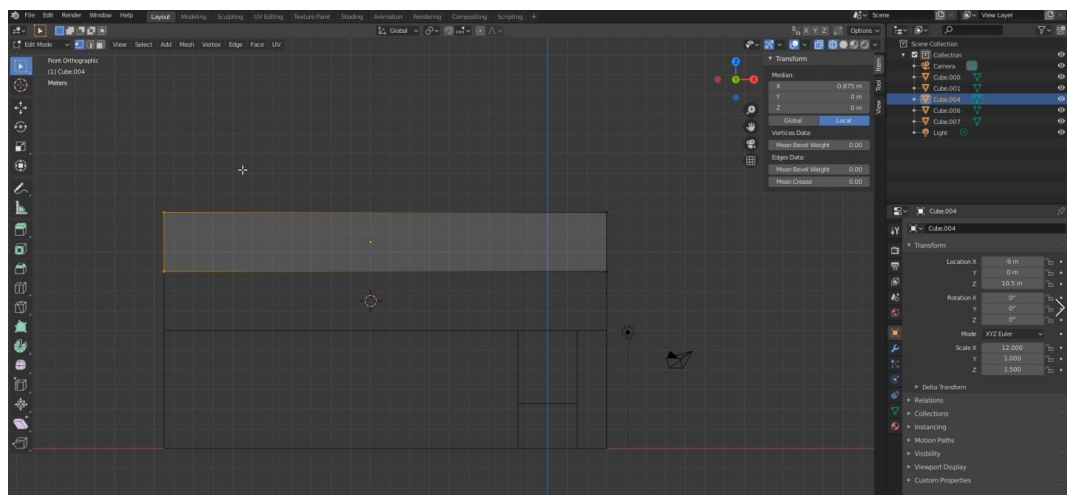 File Edit Render Window Help Layout Modeling Sculpting UV Editing Texture Paint Shading Animation Rendering Compositing Scripting + Scene View Layer
Global X Y Z Options
Edit Mode View Select Add Mesh Vertex Edge Face UV
Front Orthographic
(1) Cube.004
Meters
Z
Y
X
Transform
Median:
X -0.875 m
Y 0 m
Z 0 m
Global Local
Vertices Data:
Mean Bevel Weight 0.00
Edges Data:
Mean Bevel Weight 0.00
Mean Crease 0.00
Item
Tool
View
Scene Collection
Collection
Camera
Cube.000
Cube.001
Cube.004
Cube.006
Cube.007
Light
Cube.004
Cube.004
Transform
Location X -9 m
Y 0 m
Z 10.5 m
Rotation X 0°
Y 0°
Z 0°
Mode XYZ Euler
Scale X 12.000
Y 1.000
Z 1.500
Delta Transform
Relations
Collections
Instancing
Motion Paths
Visibility
Viewport Display
Custom Properties